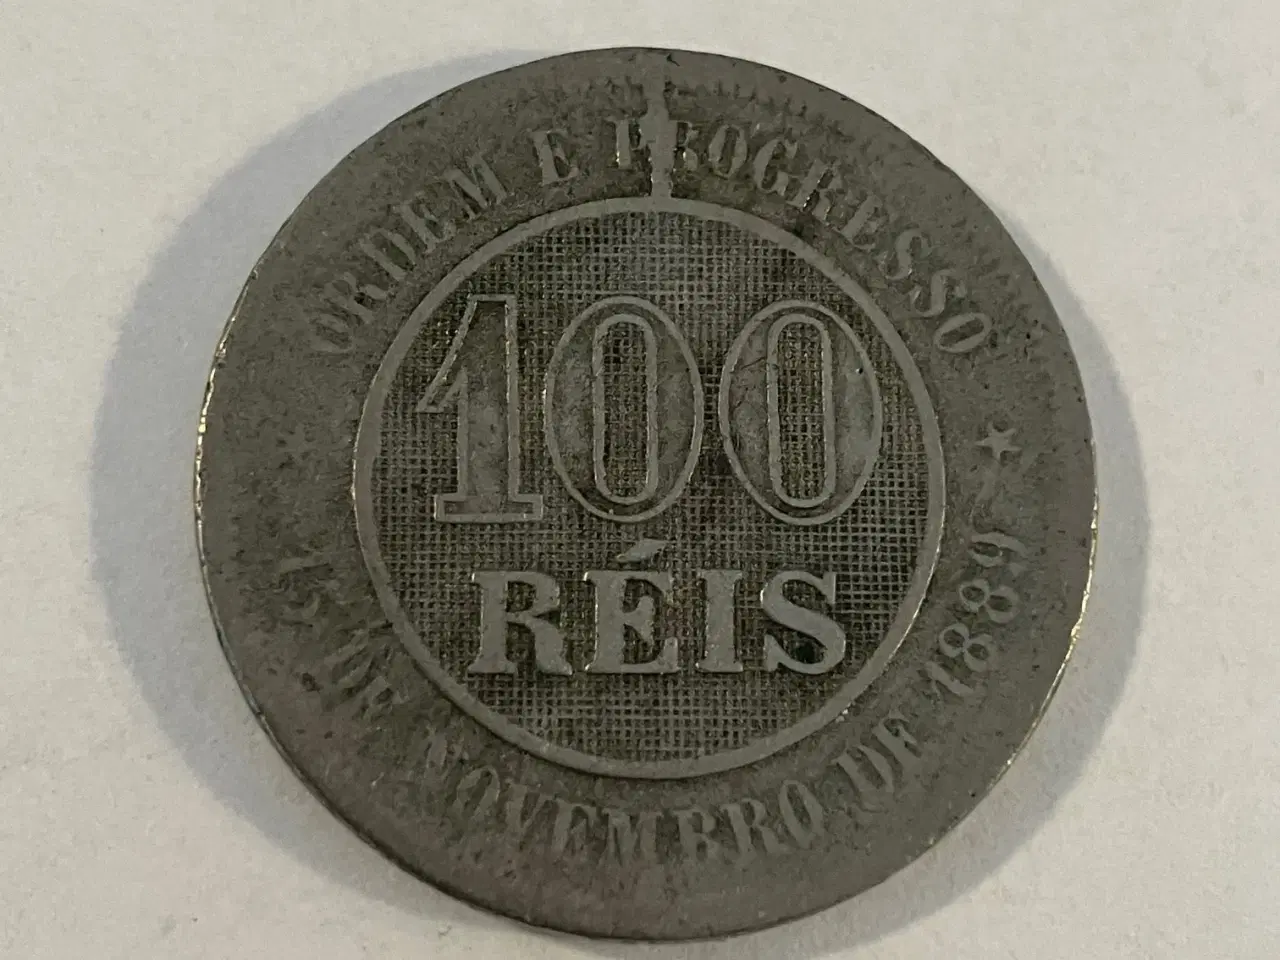 ORDEM E PROGRESSO
100
RÉIS
15 DE NOVEMBRO DE 1889